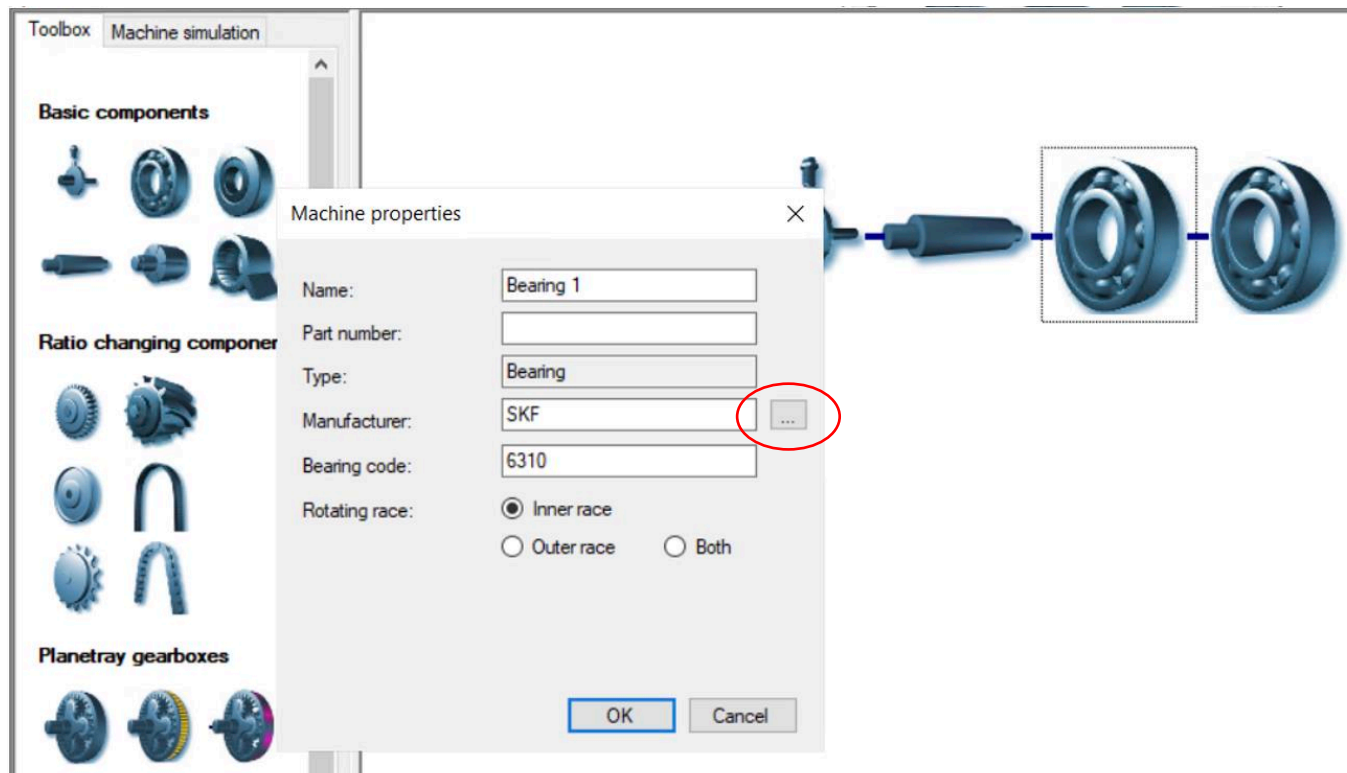 Toolbox
Machine simulation
Basic components
Ratio changing componer
Planetray gearboxes
Machine properties
Name: Bearing 1
Part number:
Type: Bearing
Manufacturer: SKF ...
Bearing code: 6310
Rotating race: Inner race
Outer race Both
OK Cancel